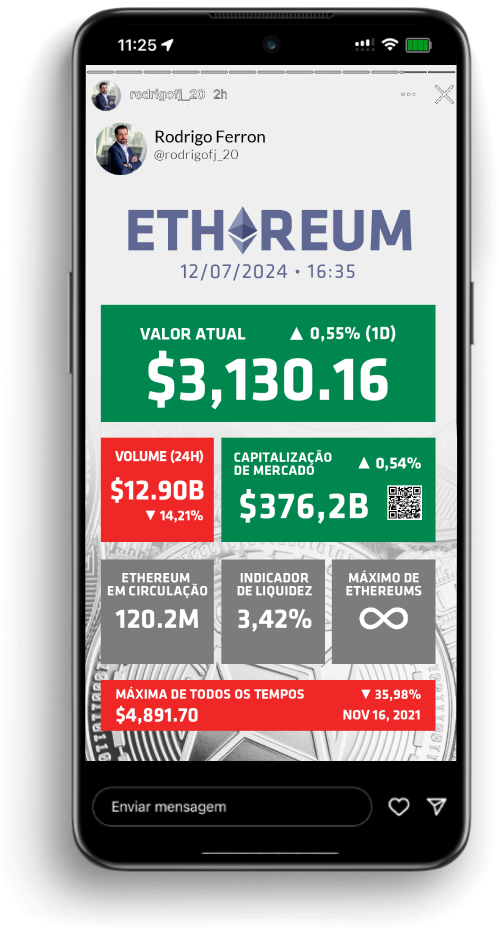 11:25
rodrigofj_20 2h
Rodrigo Ferron
@rodrigofj_20
ETHEREUM
12/07/2024 • 16:35
VALOR ATUAL ▲ 0,55% (1D)
$3,130.16
VOLUME (24H)
$12.90B
▼ 14,21%
CAPITALIZAÇÃO
DE MERCADO
▲ 0,54%
$376,2B
ETHEREUM
EM CIRCULAÇÃO
120.2M
INDICADOR
DE LIQUIDEZ
3,42%
MÁXIMO DE
ETHEREUMS
∞
MÁXIMA DE TODOS OS TEMPOS ▼ 35,98%
$4,891.70 NOV 16, 2021
Enviar mensagem